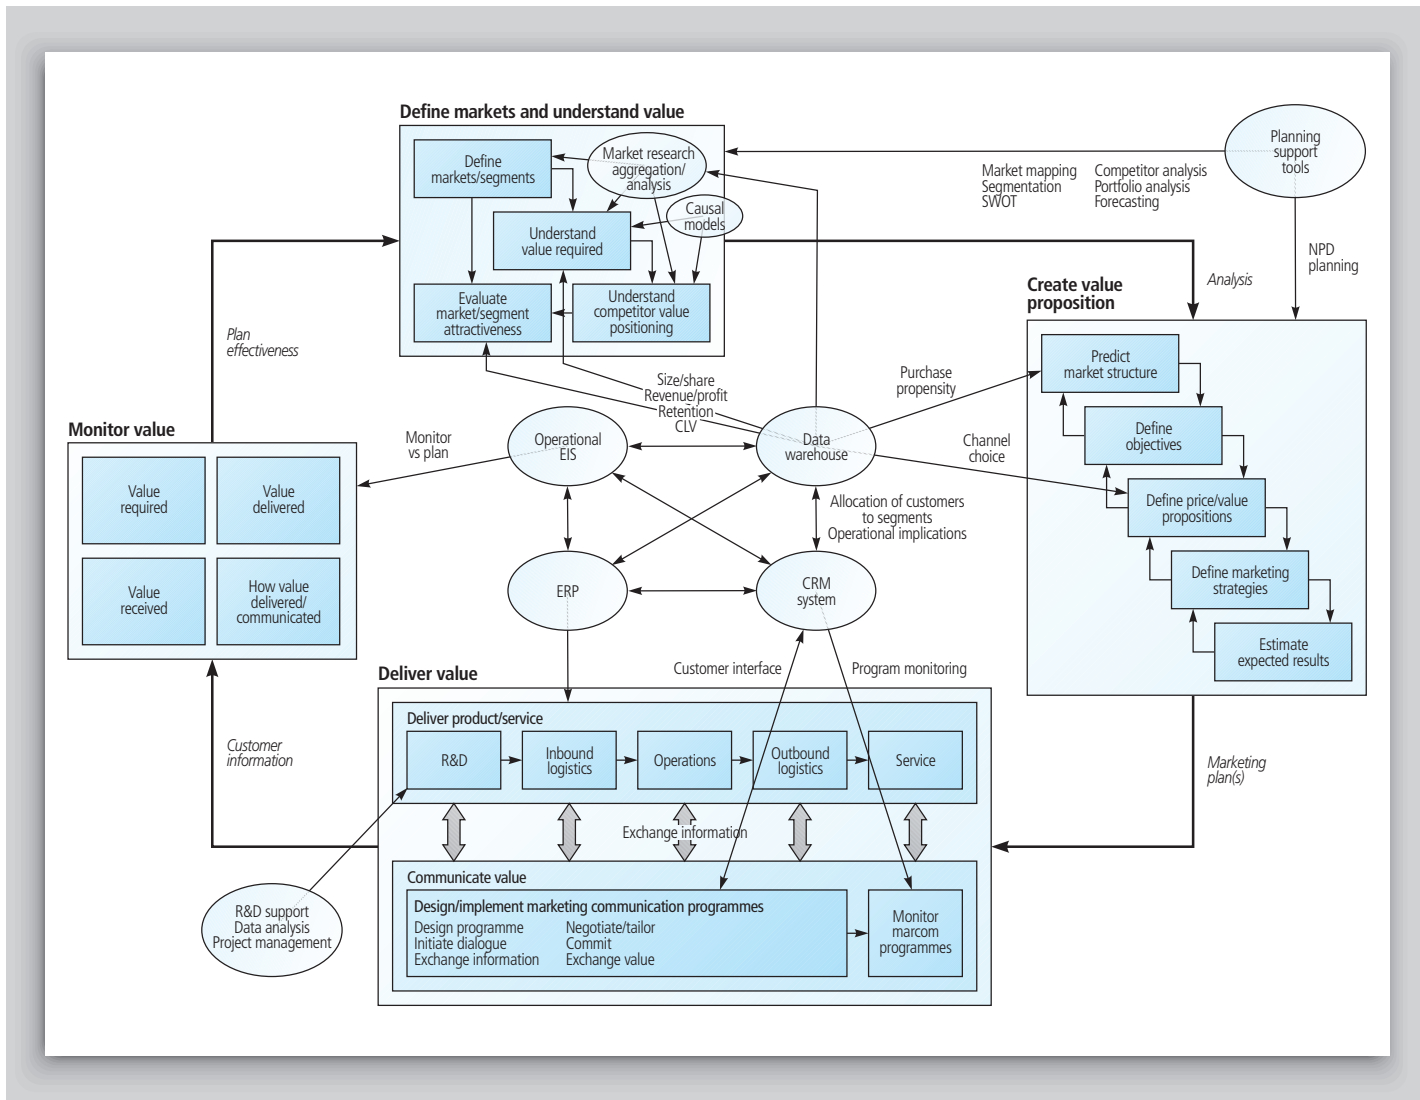 Define markets and understand value
Define
markets/segments
Market research
aggregation/
analysis
Causal
models
Understand
value required
Evaluate
market/segment
attractiveness
Understand
competitor value
positioning
Planning
support
tools
Market mapping
Segmentation
SWOT
Competitor analysis
Portfolio analysis
Forecasting
NPD
planning
Analysis
Create value
proposition
Predict
market structure
Define
objectives
Define price/value
propositions
Define marketing
strategies
Estimate
expected results
Plan
effectiveness
Size/share
Revenue/profit
Retention
CLV
Purchase
propensity
Channel
choice
Monitor value
Value
required
Value
delivered
Value
received
How value
delivered/
communicated
Monitor
vs plan
Operational
EIS
Data
warehouse
Allocation of customers
to segments
Operational implications
ERP
CRM
system
Customer interface
Program monitoring
Deliver value
Deliver product/service
R&D
Inbound
logistics
Operations
Outbound
logistics
Service
Exchange information
Communicate value
Design/implement marketing communication programmes
Design programme
Initiate dialogue
Exchange information
Negotiate/tailor
Commit
Exchange value
Monitor
marcom
programmes
Customer
information
Marketing
plan(s)
R&D support
Data analysis
Project management